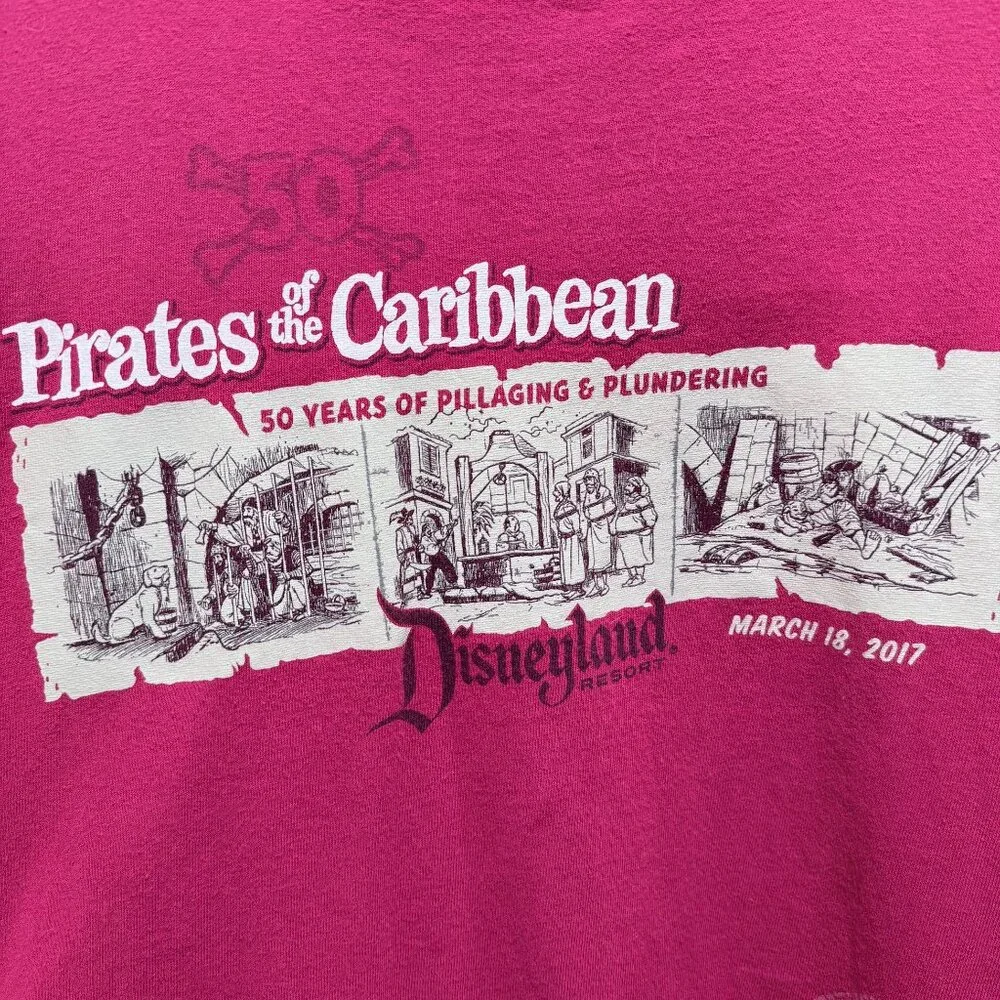 50
Pirates of the Caribbean
50 YEARS OF PILLAGING & PLUNDERING
Disneyland®
RESORT
MARCH 18, 2017